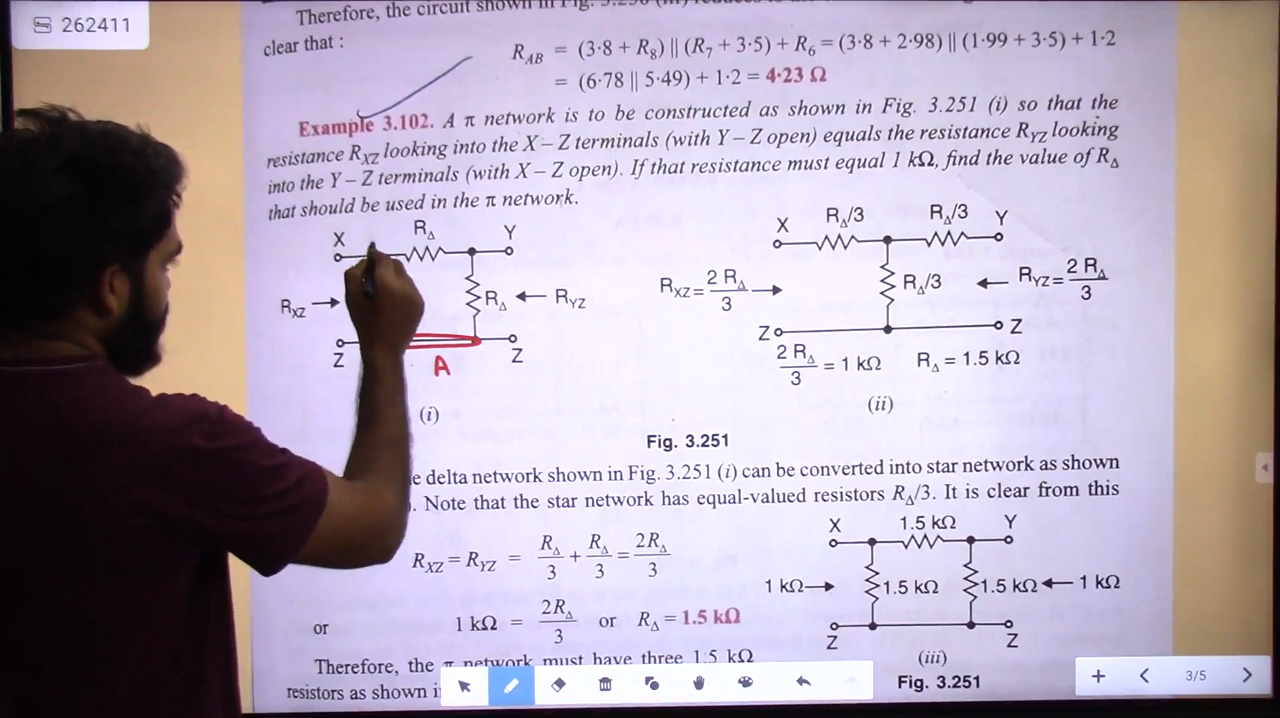 262411
Therefore, the circuit shown in Fig.
clear that :
R_AB = (3·8 + R₈) || (R₇ + 3·5) + R₆ = (3·8 + 2·98) || (1·99 + 3·5) + 1·2
= (6·78 || 5·49) + 1·2 = 4·23 Ω
Example 3.102. A π network is to be constructed as shown in Fig. 3.251 (i) so that the
resistance R_XZ looking into the X – Z terminals (with Y – Z open) equals the resistance R_YZ looking
into the Y – Z terminals (with X – Z open). If that resistance must equal 1 kΩ, find the value of R_Δ
that should be used in the π network.
X R_Δ Y
R_XZ
R_Δ R_YZ
Z Z
A
(i)
X R_Δ/3 R_Δ/3 Y
R_XZ = 2 R_Δ / 3
R_Δ/3
R_YZ = 2 R_Δ / 3
Z Z
2 R_Δ / 3 = 1 kΩ R_Δ = 1.5 kΩ
(ii)
Fig. 3.251
e delta network shown in Fig. 3.251 (i) can be converted into star network as shown
. Note that the star network has equal-valued resistors R_Δ/3. It is clear from this
R_XZ = R_YZ = R_Δ/3 + R_Δ/3 = 2R_Δ/3
or 1 kΩ = 2R_Δ/3 or R_Δ = 1.5 kΩ
Therefore, the π network must have three 1·5 kΩ
resistors as shown i
X 1.5 kΩ Y
1 kΩ 1.5 kΩ 1.5 kΩ 1 kΩ
Z Z
(iii)
Fig. 3.251
3/5